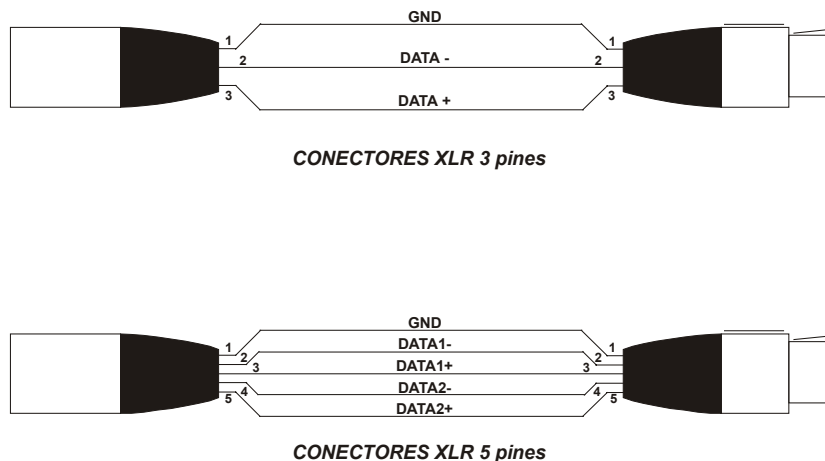 GND
1 1
DATA -
2 2
3 3
DATA +
CONECTORES XLR 3 pines
GND
1 1
DATA1-
2 2
DATA1+
3 3
DATA2-
4 4
5 5
DATA2+
CONECTORES XLR 5 pines